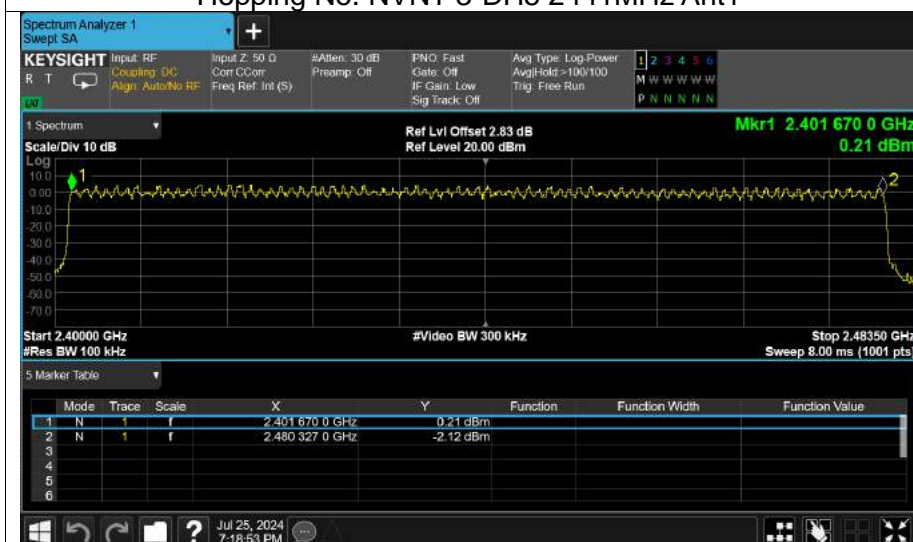 Hopping No. NVNT 3-DH5 2441MHz Ant1
Spectrum Analyzer 1
Swept SA
+
KEYSIGHT
R T
Input: RF
Coupling: DC
Align: Auto/No RF
Input Z: 50 Ω
Corr CCorr
Freq Ref: Int (S)
#Atten: 30 dB
Preamp: Off
PNO: Fast
Gate: Off
IF Gain: Low
Sig Track: Off
Avg Type: Log-Power
Avg|Hold:>100/100
Trig: Free Run
1 2 3 4 5 6
M W W W W W
P N N N N N
1 Spectrum
Scale/Div 10 dB
Ref Lvl Offset 2.83 dB
Ref Level 20.00 dBm
Mkr1 2.401 670 0 GHz
0.21 dBm
Log
10.0
0.00
-10.0
-20.0
-30.0
-40.0
-50.0
-60.0
-70.0
1
2
Start 2.40000 GHz
#Res BW 100 kHz
#Video BW 300 kHz
Stop 2.48350 GHz
Sweep 8.00 ms (1001 pts)
5 Marker Table
Mode Trace Scale X Y Function Function Width Function Value
1 N 1 f 2.401 670 0 GHz 0.21 dBm
2 N 1 f 2.480 327 0 GHz -2.12 dBm
3
4
5
6
?
Jul 25, 2024
7:18:53 PM